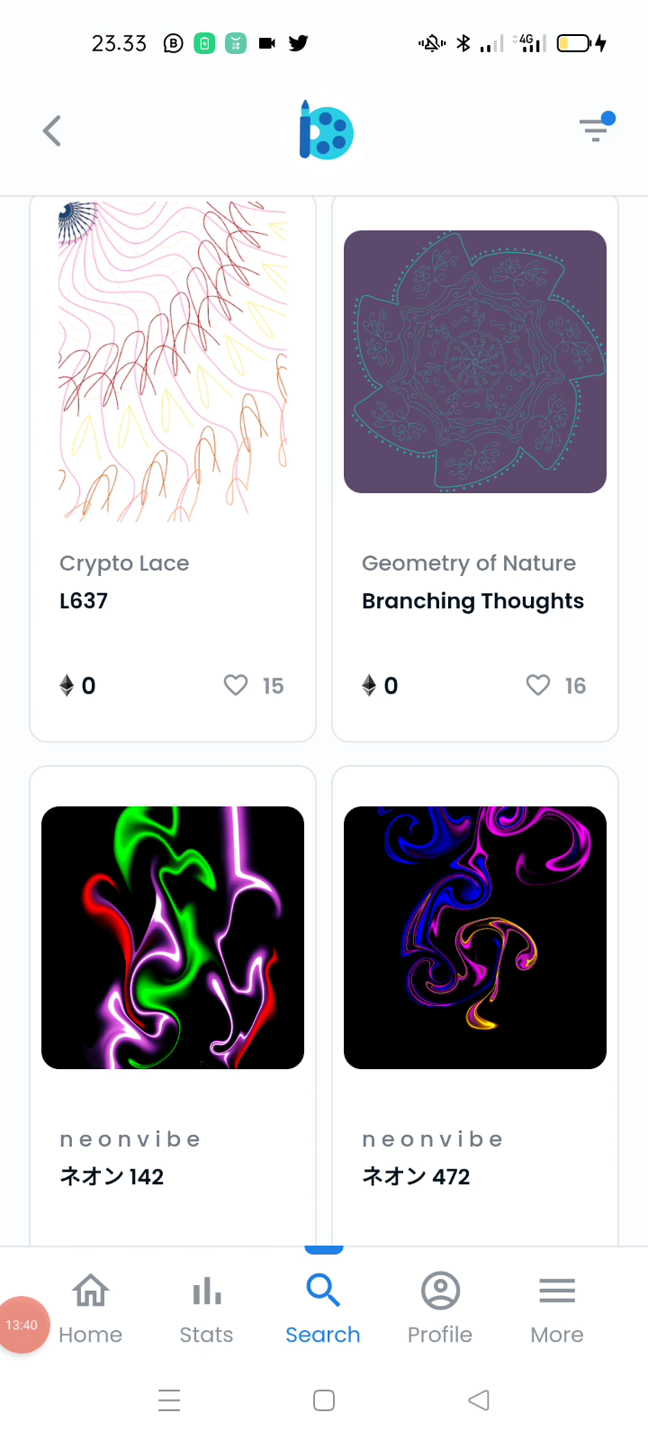 23.33
4G
Crypto Lace
L637
0 15
Geometry of Nature
Branching Thoughts
0 16
neonvibe
ネオン 142
neonvibe
ネオン 472
13:40
Home Stats Search Profile More